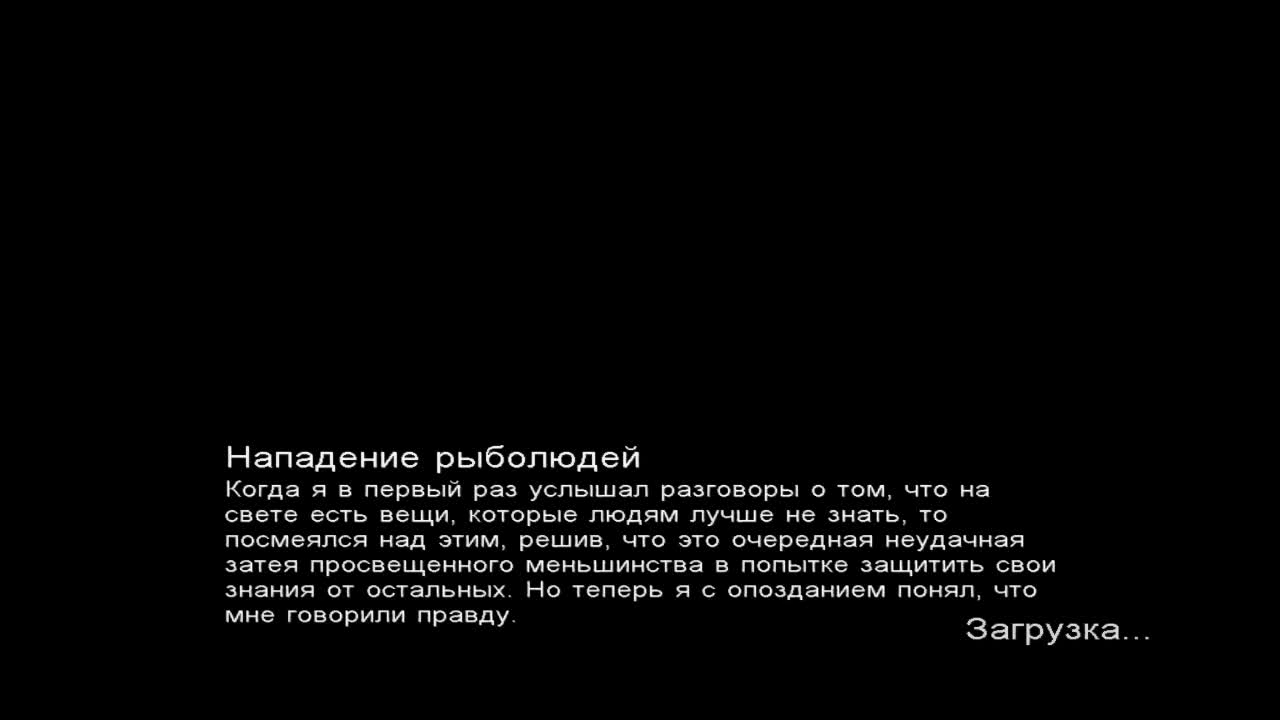 Нападение рыболюдей
Когда я в первый раз услышал разговоры о том, что на
свете есть вещи, которые людям лучше не знать, то
посмеялся над этим, решив, что это очередная неудачная
затея просвещенного меньшинства в попытке защитить свои
знания от остальных. Но теперь я с опозданием понял, что
мне говорили правду.
Загрузка...